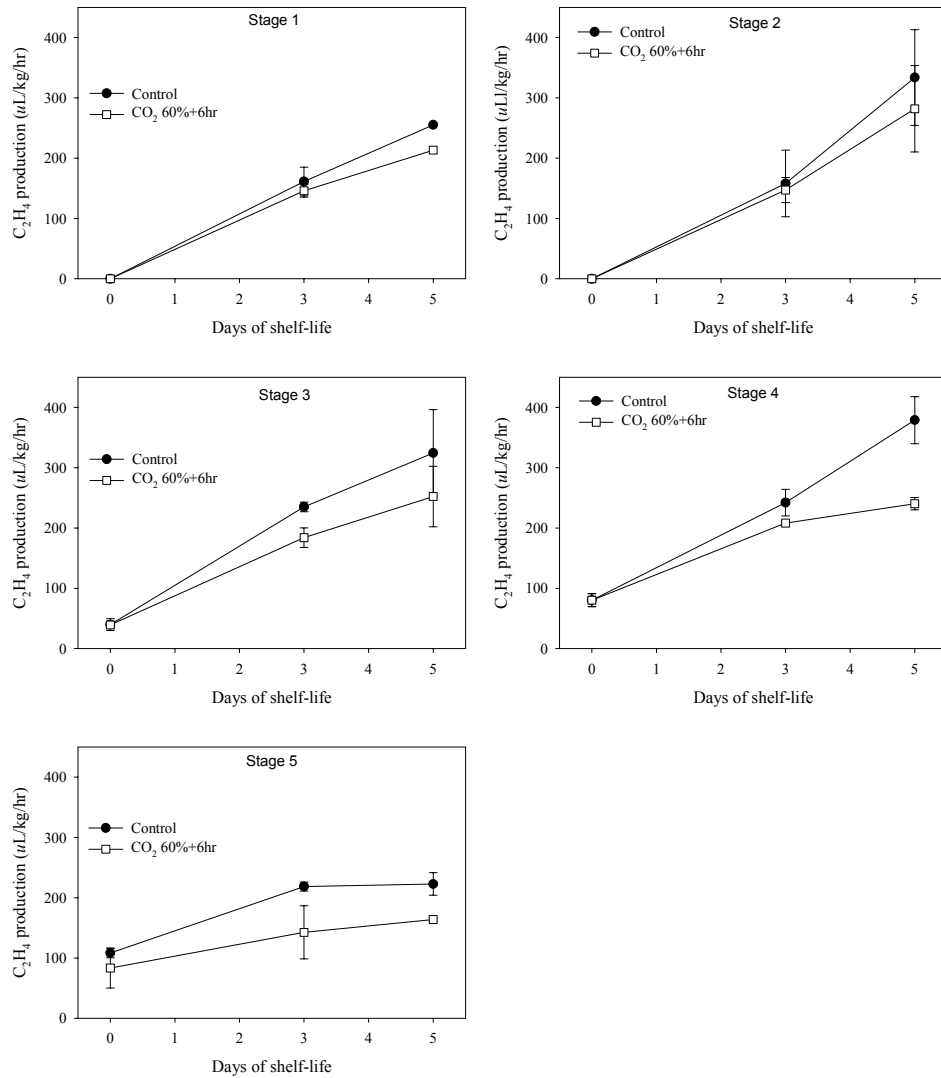 Stage 1
Control
CO₂ 60%+6hr
400
300
200
100
0
C₂H₄ production (uL/kg/hr)
0 1 2 3 4 5
Days of shelf-life
Stage 2
Control
CO₂ 60%+6hr
400
300
200
100
0
C₂H₄ production (uLl/kg/hr)
0 1 2 3 4 5
Days of shelf-life
Stage 3
Control
CO₂ 60%+6hr
400
300
200
100
0
C₂H₄ production (uL/kg/hr)
0 1 2 3 4 5
Days of shelf-life
Stage 4
Control
CO₂ 60%+6hr
400
300
200
100
0
C₂H₄ production (uL/kg/hr)
0 1 2 3 4 5
Days of shelf-life
Stage 5
Control
CO₂ 60%+6hr
400
300
200
100
0
C₂H₄ production (uL/kg/hr)
0 1 2 3 4 5
Days of shelf-life